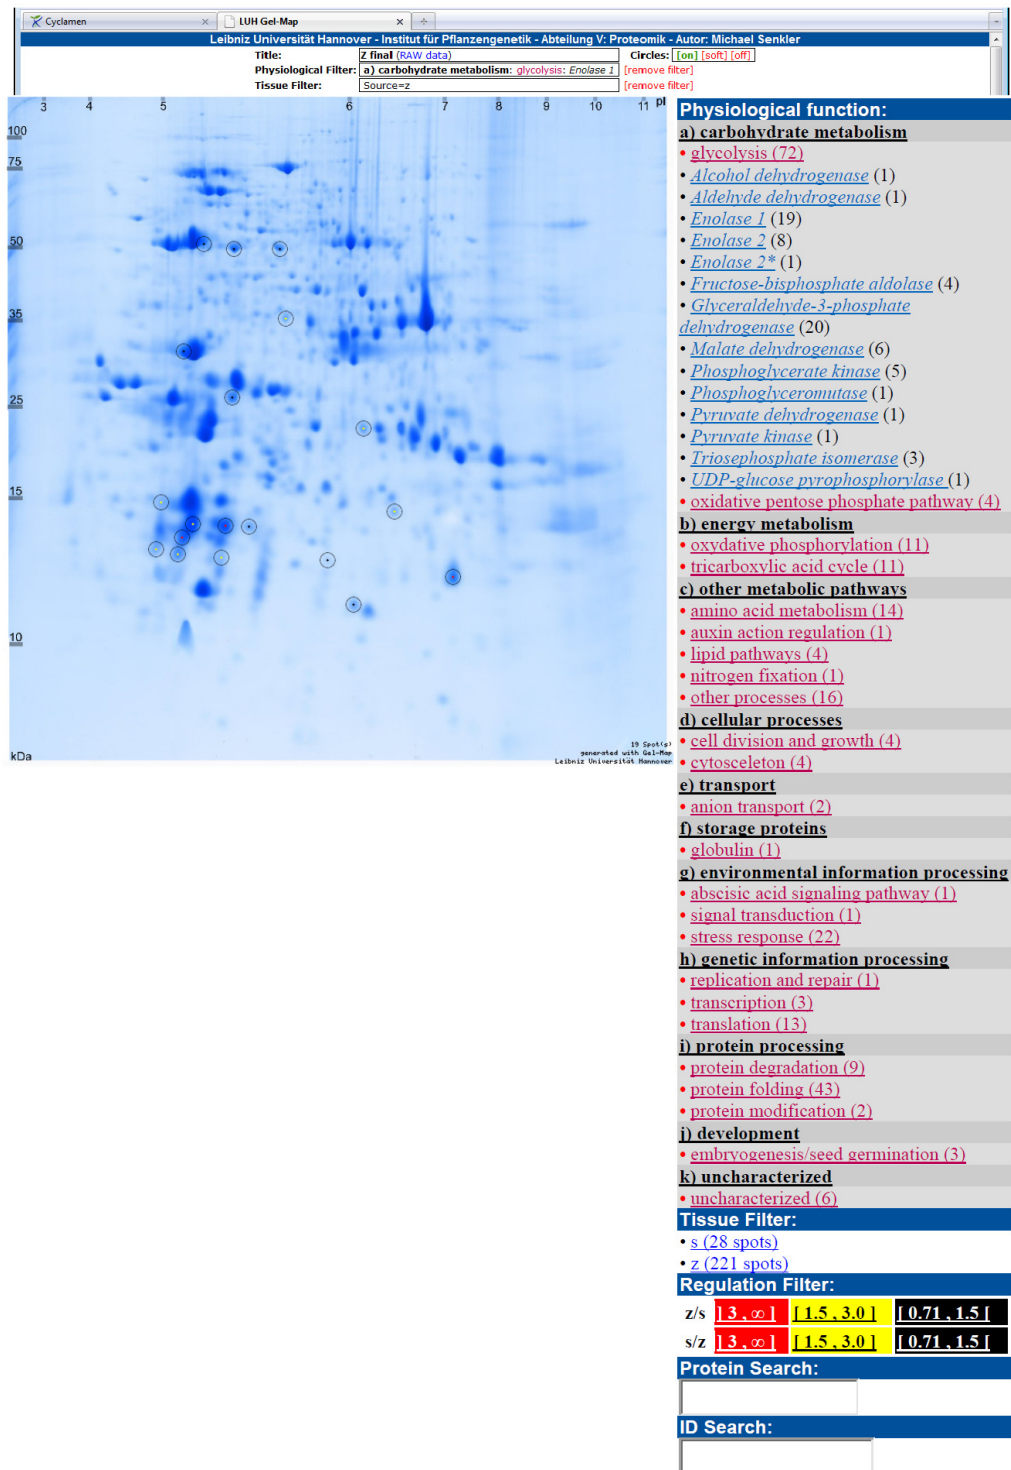 Cyclamen × LUH Gel-Map ×
Leibniz Universität Hannover - Institut für Pflanzengenetik - Abteilung V: Proteomik - Autor: Michael Senkler
Title: Z final (RAW data) Circles: [on] [soft] [off]
Physiological Filter: a) carbohydrate metabolism: glycolysis: Enolase 1 [remove filter]
Tissue Filter: Source=z [remove filter]
3 4 5 6 7 8 9 10 11 pI
100
75
50
35
25
15
10
kDa
19 Spot(s)
generated with Gel-Map
Leibniz Universität Hannover
Physiological function:
a) carbohydrate metabolism
• glycolysis (72)
• Alcohol dehydrogenase (1)
• Aldehyde dehydrogenase (1)
• Enolase 1 (19)
• Enolase 2 (8)
• Enolase 2* (1)
• Fructose-bisphosphate aldolase (4)
• Glyceraldehyde-3-phosphate
dehydrogenase (20)
• Malate dehydrogenase (6)
• Phosphoglycerate kinase (5)
• Phosphoglyceromutase (1)
• Pyruvate dehydrogenase (1)
• Pyruvate kinase (1)
• Triosephosphate isomerase (3)
• UDP-glucose pyrophosphorylase (1)
• oxidative pentose phosphate pathway (4)
b) energy metabolism
• oxydative phosphorylation (11)
• tricarboxylic acid cycle (11)
c) other metabolic pathways
• amino acid metabolism (14)
• auxin action regulation (1)
• lipid pathways (4)
• nitrogen fixation (1)
• other processes (16)
d) cellular processes
• cell division and growth (4)
• cytosceleton (4)
e) transport
• anion transport (2)
f) storage proteins
• globulin (1)
g) environmental information processing
• abscisic acid signaling pathway (1)
• signal transduction (1)
• stress response (22)
h) genetic information processing
• replication and repair (1)
• transcription (3)
• translation (13)
i) protein processing
• protein degradation (9)
• protein folding (43)
• protein modification (2)
j) development
• embryogenesis/seed germination (3)
k) uncharacterized
• uncharacterized (6)
Tissue Filter:
• s (28 spots)
• z (221 spots)
Regulation Filter:
z/s ] 3 , ∞ ] [ 1.5 , 3.0 ] [ 0.71 , 1.5 [
s/z ] 3 , ∞ ] [ 1.5 , 3.0 ] [ 0.71 , 1.5 [
Protein Search:
ID Search: